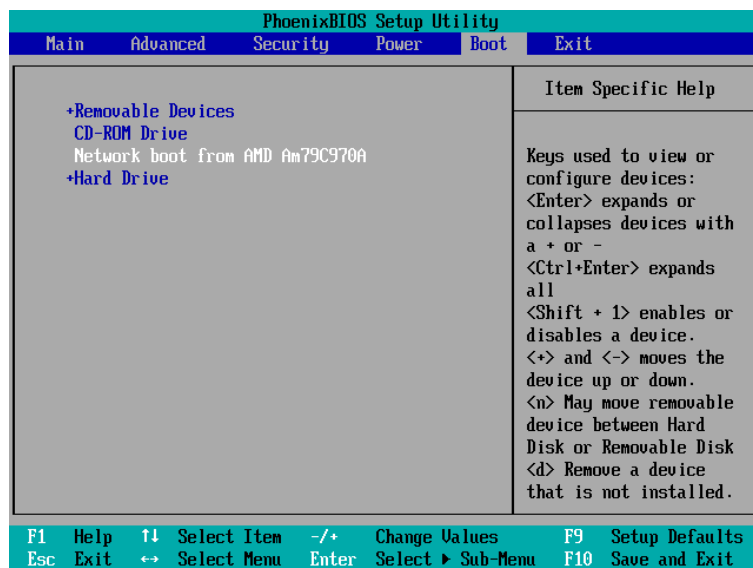 PhoenixBIOS Setup Utility
Main Advanced Security Power Boot Exit
+Removable Devices
CD-ROM Drive
Network boot from AMD Am79C970A
+Hard Drive
Item Specific Help
Keys used to view or
configure devices:
<Enter> expands or
collapses devices with
a + or -
<Ctrl+Enter> expands
all
<Shift + 1> enables or
disables a device.
<+> and <-> moves the
device up or down.
<n> May move removable
device between Hard
Disk or Removable Disk
<d> Remove a device
that is not installed.
F1 Help ↑↓ Select Item -/+ Change Values F9 Setup Defaults
Esc Exit ↔ Select Menu Enter Select ▶ Sub-Menu F10 Save and Exit